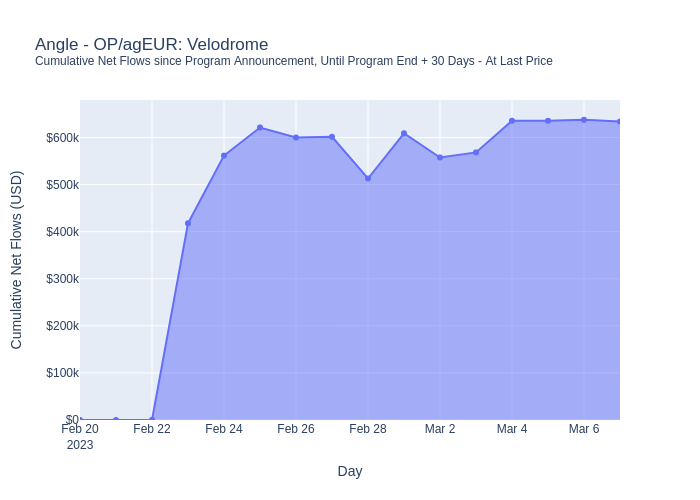 Angle - OP/agEUR: Velodrome
Cumulative Net Flows since Program Announcement, Until Program End + 30 Days - At Last Price
Cumulative Net Flows (USD)
$600k
$500k
$400k
$300k
$200k
$100k
$0
Feb 20
2023
Feb 22
Feb 24
Feb 26
Feb 28
Mar 2
Mar 4
Mar 6
Day